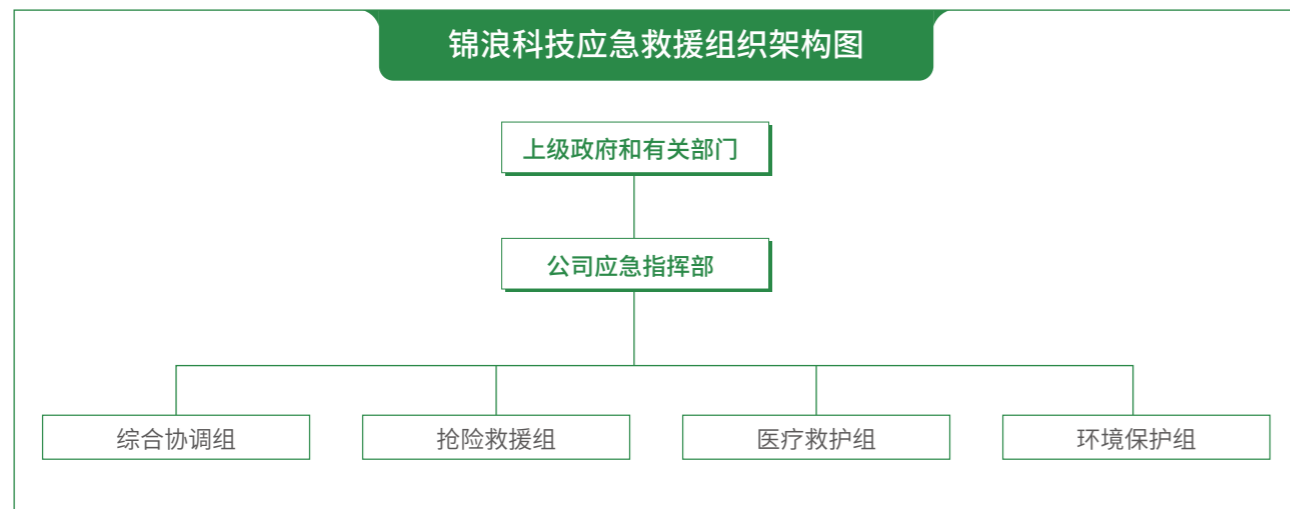 锦浪科技应急救援组织架构图
上级政府和有关部门
公司应急指挥部
综合协调组
抢险救援组
医疗救护组
环境保护组